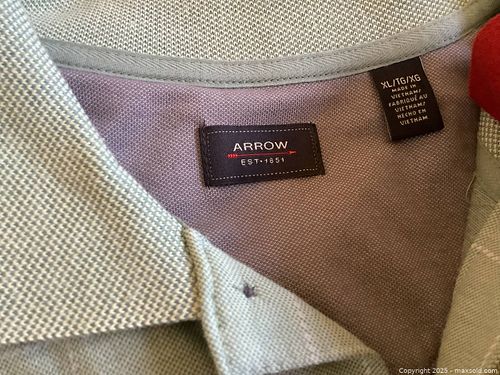 ARROW
EST•1851
XL/TG/XG
MADE IN
VIETNAM/
FABRIQUÉ AU
VIETNAM/
HECHO EN
VIETNAM
Copyright 2025 - maxsold.com